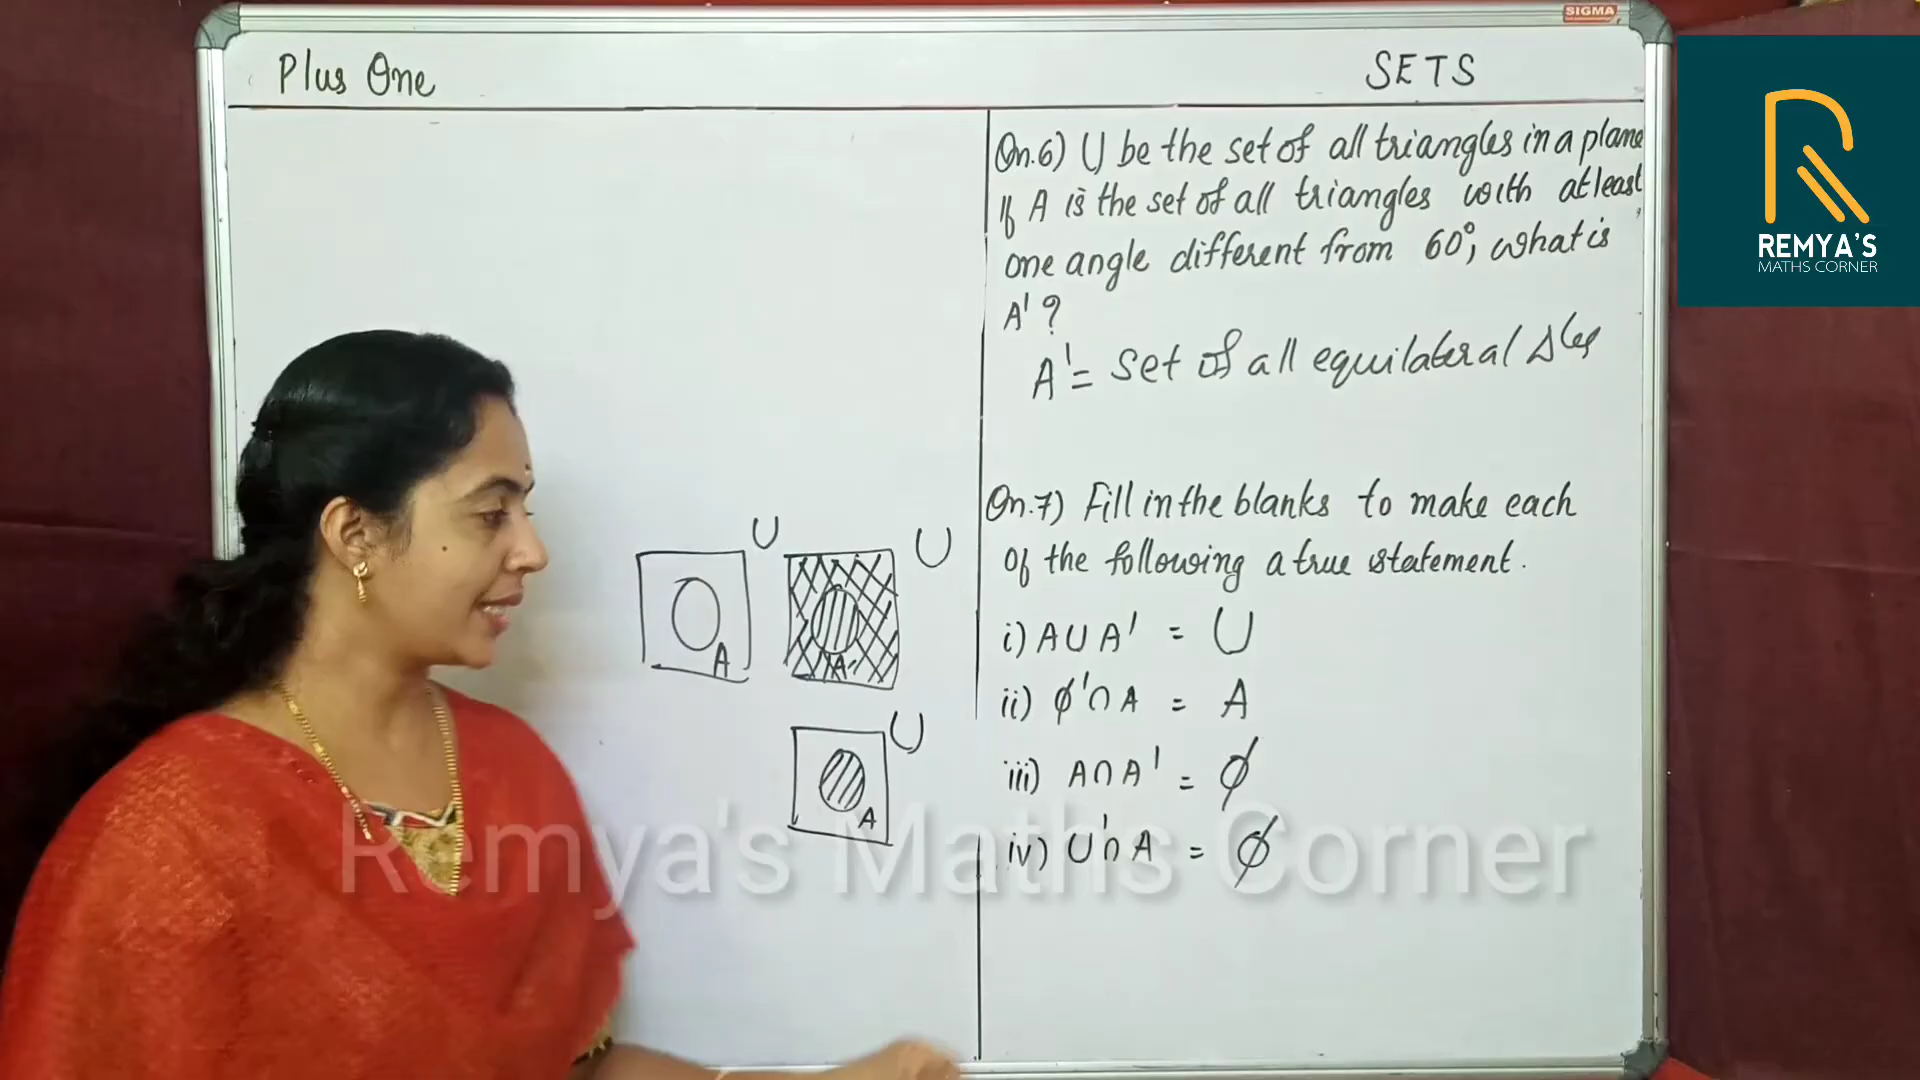 SIGMA
Plus One
SETS
Qn.6) U be the set of all triangles in a plane
If A is the set of all triangles with atleast
one angle different from 60°, what is
A' ?
A' = Set of all equilateral Δles
Qn.7) Fill in the blanks to make each
of the following a true statement.
i) A∪A' = U
ii) ϕ'∩A = A
iii) A∩A' = ϕ
iv) U'∩A = ϕ
U
A
U
A
U
A
REMYA'S
MATHS CORNER
Remya's Maths Corner